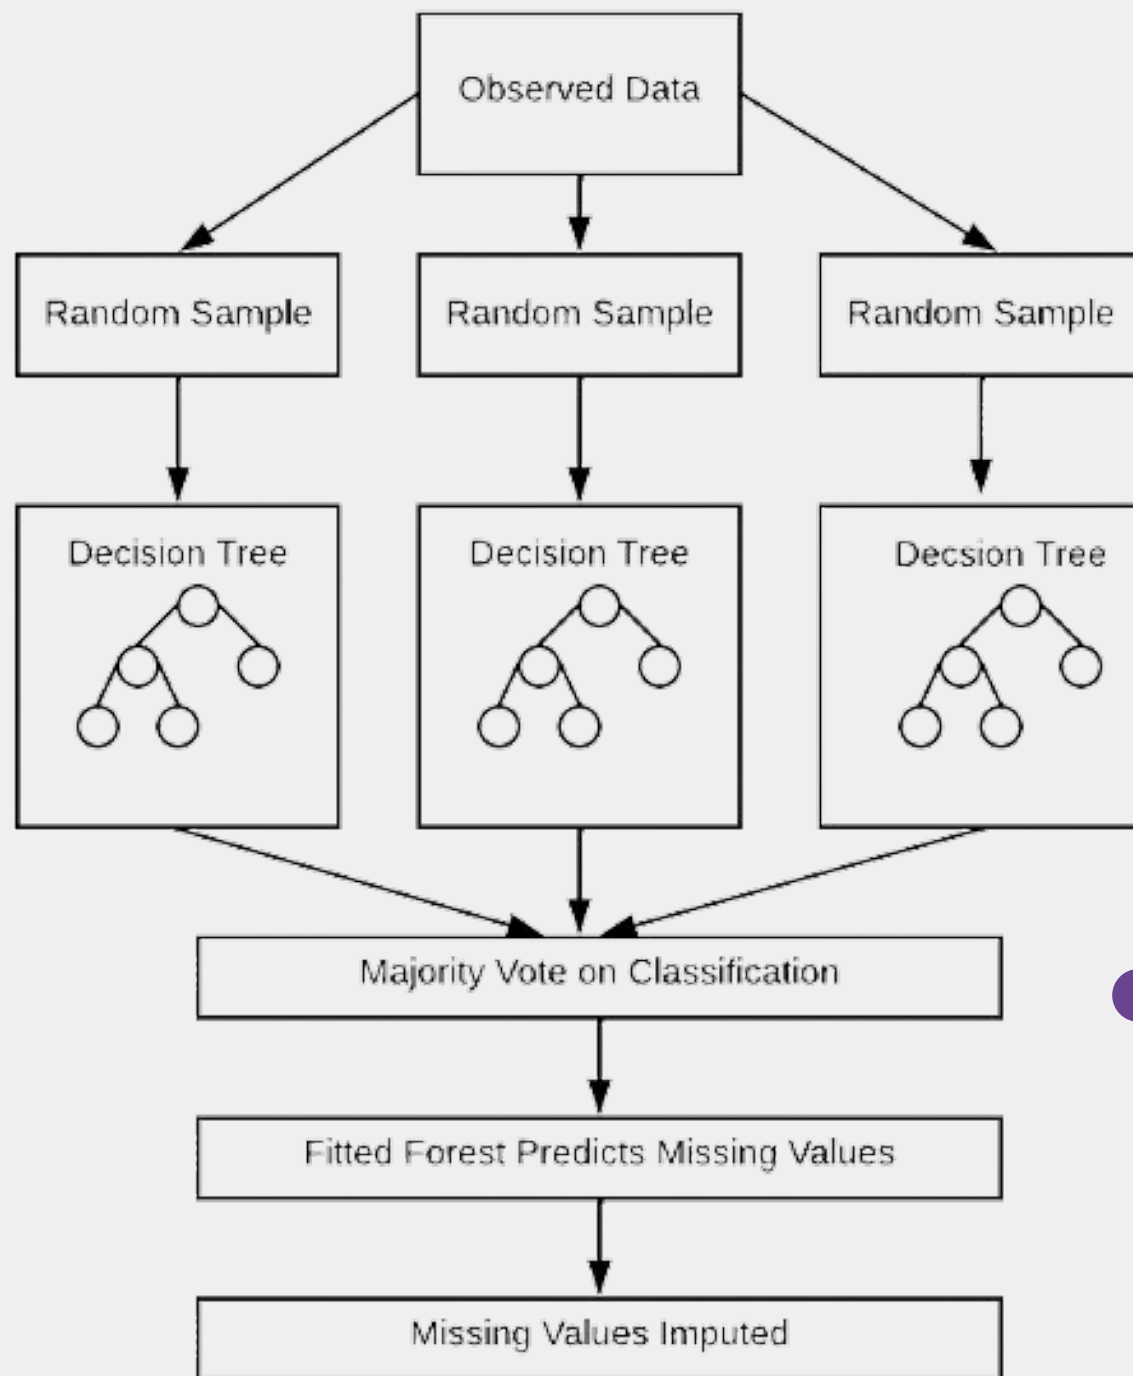 Observed Data
Random Sample
Random Sample
Random Sample
Decision Tree
Decision Tree
Decsion Tree
Majority Vote on Classification
Fitted Forest Predicts Missing Values
Missing Values Imputed